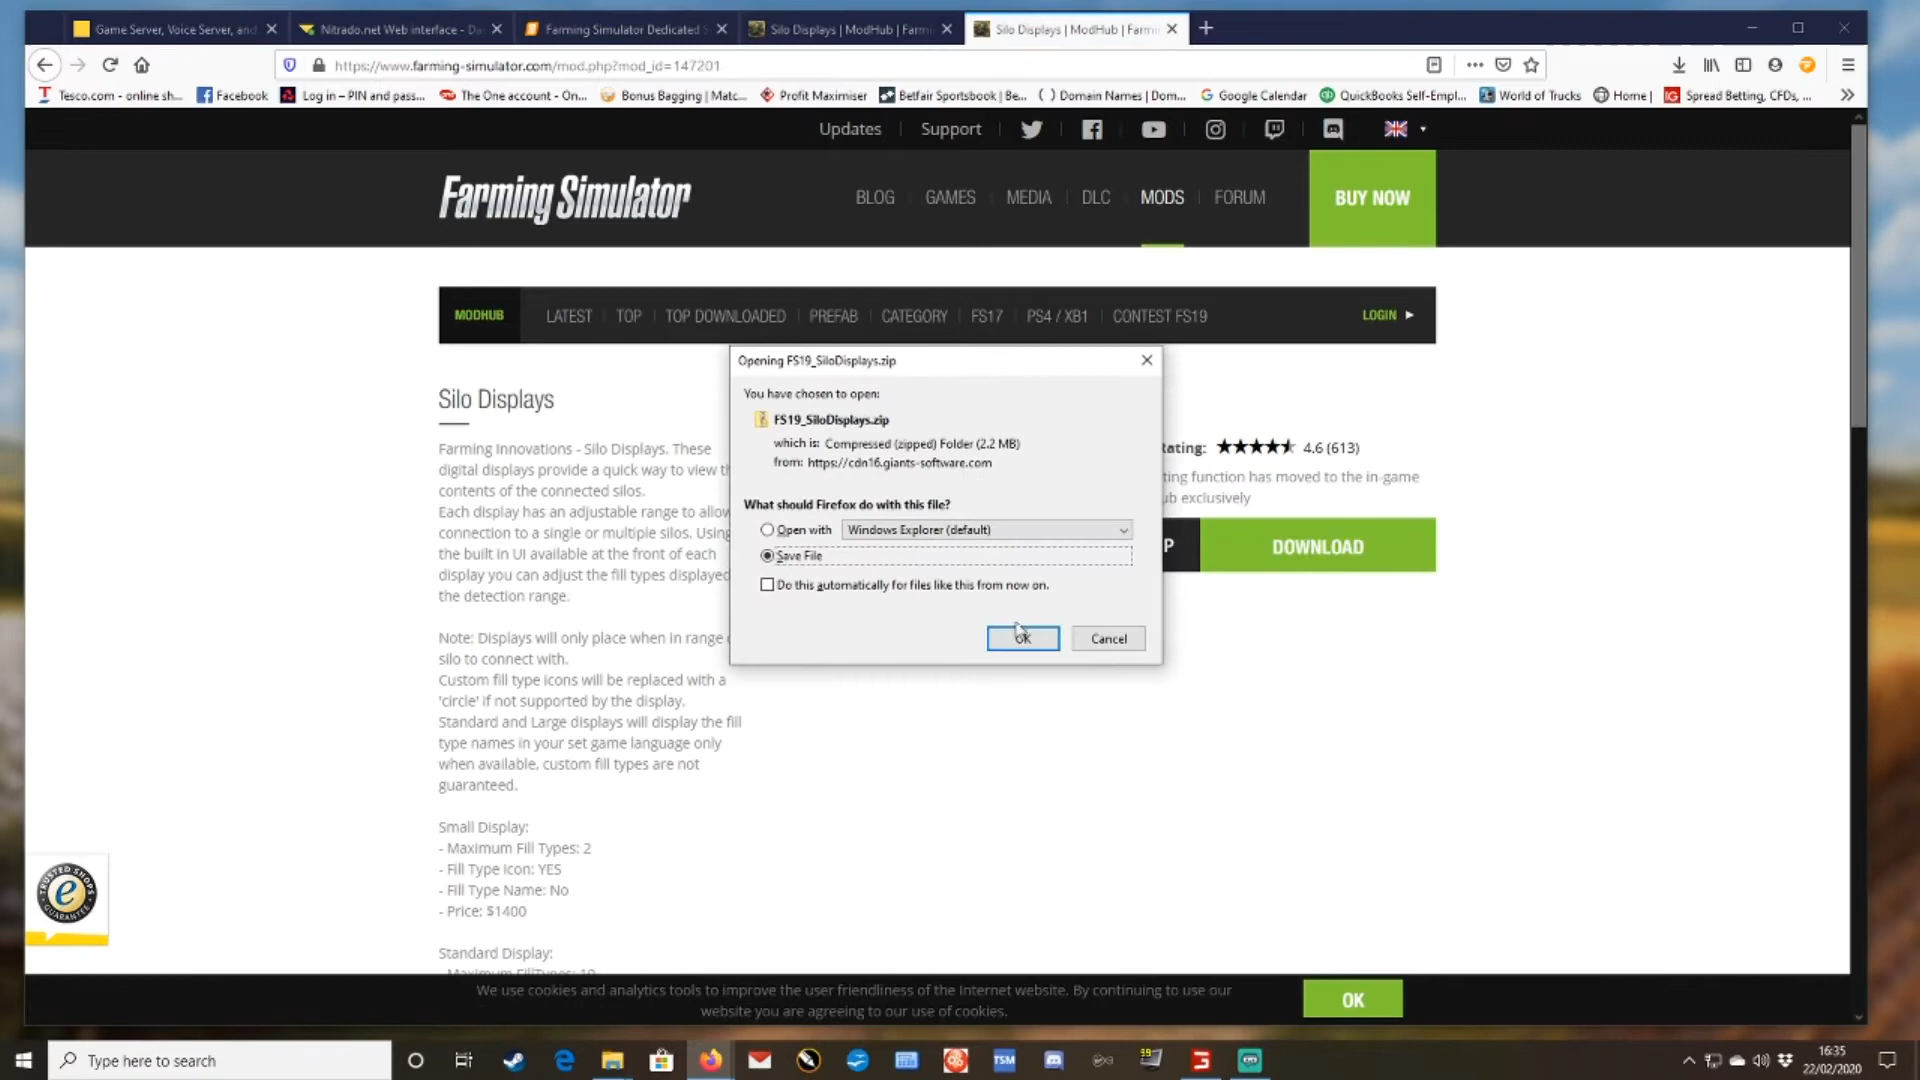 Game Server, Voice Server, and
Nitrado.net Web interface - Da
Farming Simulator Dedicated S
Silo Displays | ModHub | Farmi
Silo Displays | ModHub | Farmi
https://www.farming-simulator.com/mod.php?mod_id=147201
Tesco.com - online sh...
Facebook
Log in – PIN and pass...
The One account - On...
Bonus Bagging | Matc...
Profit Maximiser
Betfair Sportsbook | Be...
Domain Names | Dom...
Google Calendar
QuickBooks Self-Empl...
World of Trucks
Home |
IG
Spread Betting, CFDs, ...
Updates
Support
Farming Simulator
BLOG
GAMES
MEDIA
DLC
MODS
FORUM
BUY NOW
MODHUB
LATEST
TOP
TOP DOWNLOADED
PREFAB
CATEGORY
FS17
PS4 / XB1
CONTEST FS19
LOGIN
Opening FS19_SiloDisplays.zip
You have chosen to open:
FS19_SiloDisplays.zip
which is: Compressed (zipped) Folder (2.2 MB)
from: https://cdn16.giants-software.com
What should Firefox do with this file?
Open with
Windows Explorer (default)
Save File
Do this automatically for files like this from now on.
OK
Cancel
Silo Displays
Farming Innovations - Silo Displays. These
digital displays provide a quick way to view th
contents of the connected silos.
Each display has an adjustable range to allow
connection to a single or multiple silos. Using
the built in UI available at the front of each
display you can adjust the fill types displayed
the detection range.
Note: Displays will only place when in range
silo to connect with.
Custom fill type icons will be replaced with a
'circle' if not supported by the display.
Standard and Large displays will display the fill
type names in your set game language only
when available, custom fill types are not
guaranteed.
Small Display:
- Maximum Fill Types: 2
- Fill Type Icon: YES
- Fill Type Name: No
- Price: $1400
Standard Display:
- Maximum FillTypes: 10
ating:
4.6 (613)
ting function has moved to the in-game
ub exclusively
P
DOWNLOAD
TRUSTED SHOPS
e
GUARANTEE
We use cookies and analytics tools to improve the user friendliness of the Internet website. By continuing to use our
website you are agreeing to our use of cookies.
OK
Type here to search
TSM
39
16:35
22/02/2020